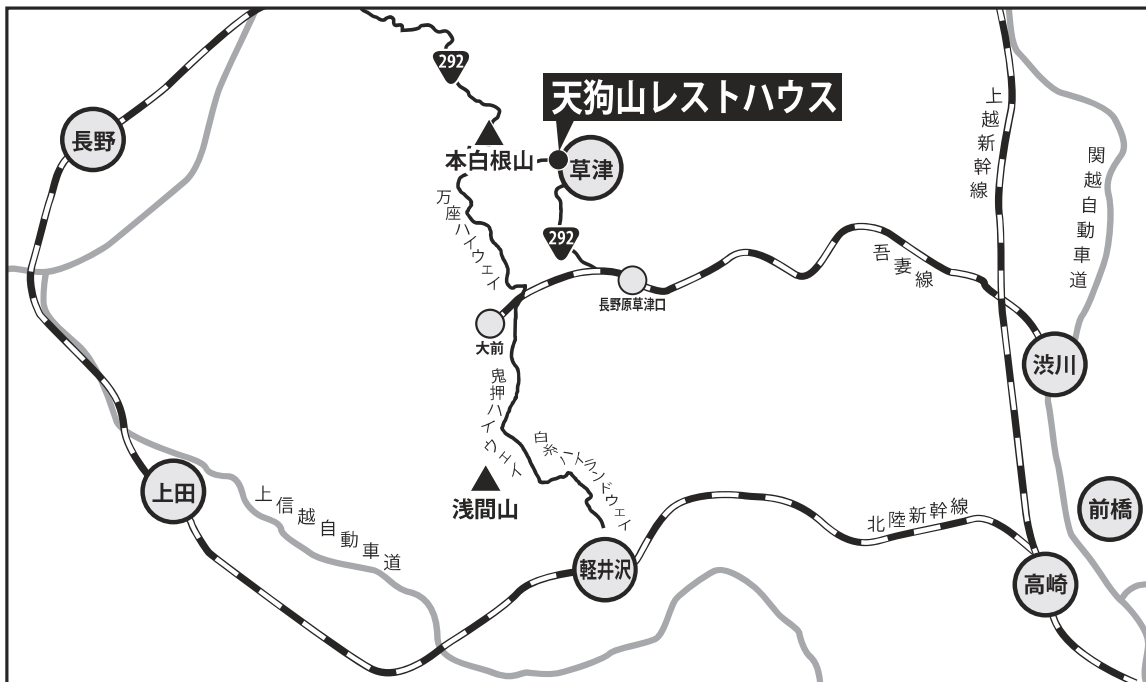 292
天狗山レストハウス
長野
本白根山
草津
上越新幹線
関越自動車道
万座ハイウェイ
292
吾妻線
長野原草津口
大前
渋川
鬼押ハイウェイ
白糸ハイランドウェイ
上田
上信越自動車道
浅間山
北陸新幹線
前橋
軽井沢
高崎